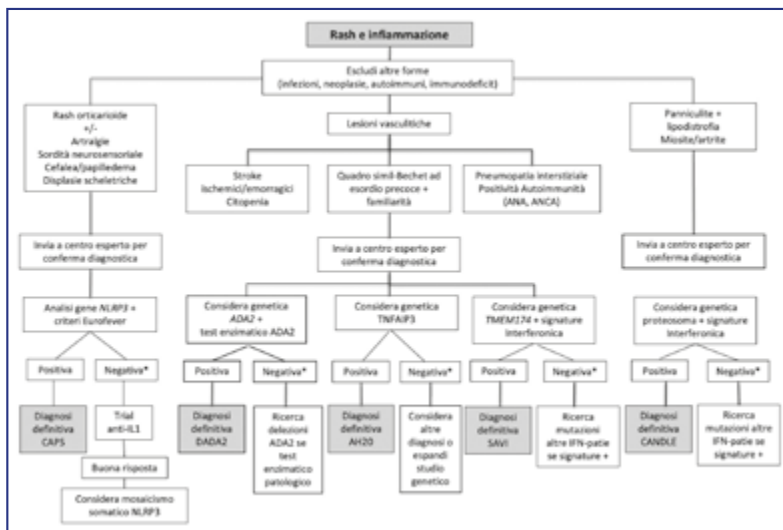 Rash e infiammazione
Escludi altre forme
(infezioni, neoplasie, autoimmuni, immunodeficit)
Rash orticarioide
+/-
Artralgie
Sordità neurosensoriale
Cefalea/papilledema
Displasie scheletriche
Lesioni vasculitiche
Panniculite +
lipodistrofia
Miosite/artrite
Stroke
Ischemici/emorragici
Citopenia
Quadro simil-Bechet ad
esordio precoce +
familiarità
Pneumopatia interstiziale
Positività Autoimmunità
(ANA, ANCA)
Invia a centro esperto per
conferma diagnostica
Invia a centro esperto per
conferma diagnostica
Invia a centro esperto per
conferma diagnostica
Analisi gene NLRP3 +
criteri Eurofever
Considera genetica
ADA2 +
test enzimatico ADA2
Considera genetica
TNFAIP3
Considera genetica
TMEM174 + signature
Interferonica
Considera genetica
proteosoma + signature
Interferonica
Positiva
Negativa*
Positiva
Negativa*
Positiva
Negativa*
Positiva
Negativa*
Positiva
Negativa*
Diagnosi
definitiva
CAPS
Trial
anti-IL1
Diagnosi
definitiva
DADA2
Ricerca
delezioni
ADA2 se
test
enzimatico
patologico
Diagnosi
definitiva
AH20
Considera
altre
diagnosi o
espandi
studio
genetico
Diagnosi
definitiva
SAVI
Ricerca
mutazioni
altre IFN-patie
se signature +
Diagnosi
definitiva
CANDLE
Ricerca
mutazioni altre
IFN-patie se
signature +
Buona risposta
Considera mosaicismo
somatico NLRP3